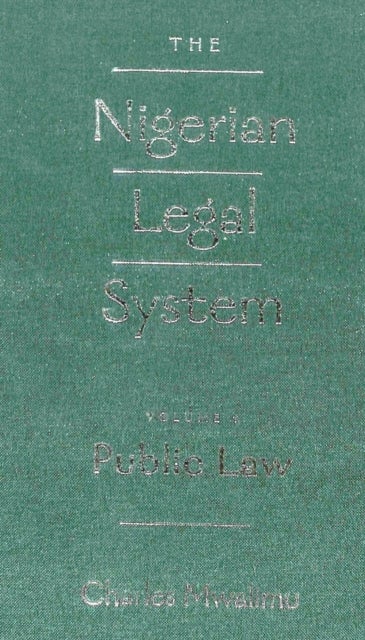 THE
Nigerian
Legal
System
VOLUME
Public Law
Charles Mwalimu